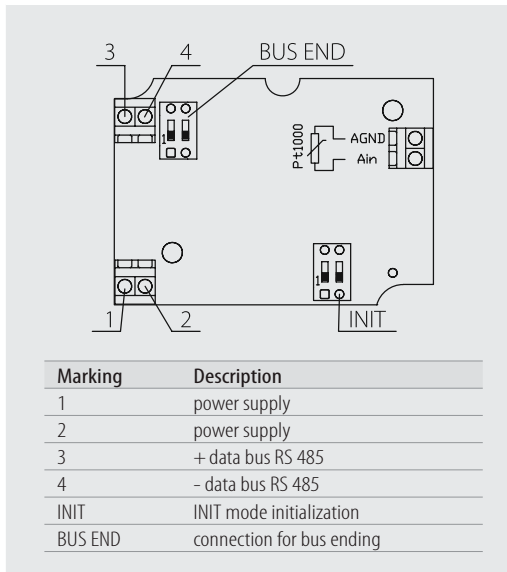 3 4 BUS END
1
Pt1000
AGND
Ain
1
1 2 INIT
Marking Description
1 power supply
2 power supply
3 + data bus RS 485
4 - data bus RS 485
INIT INIT mode initialization
BUS END connection for bus ending